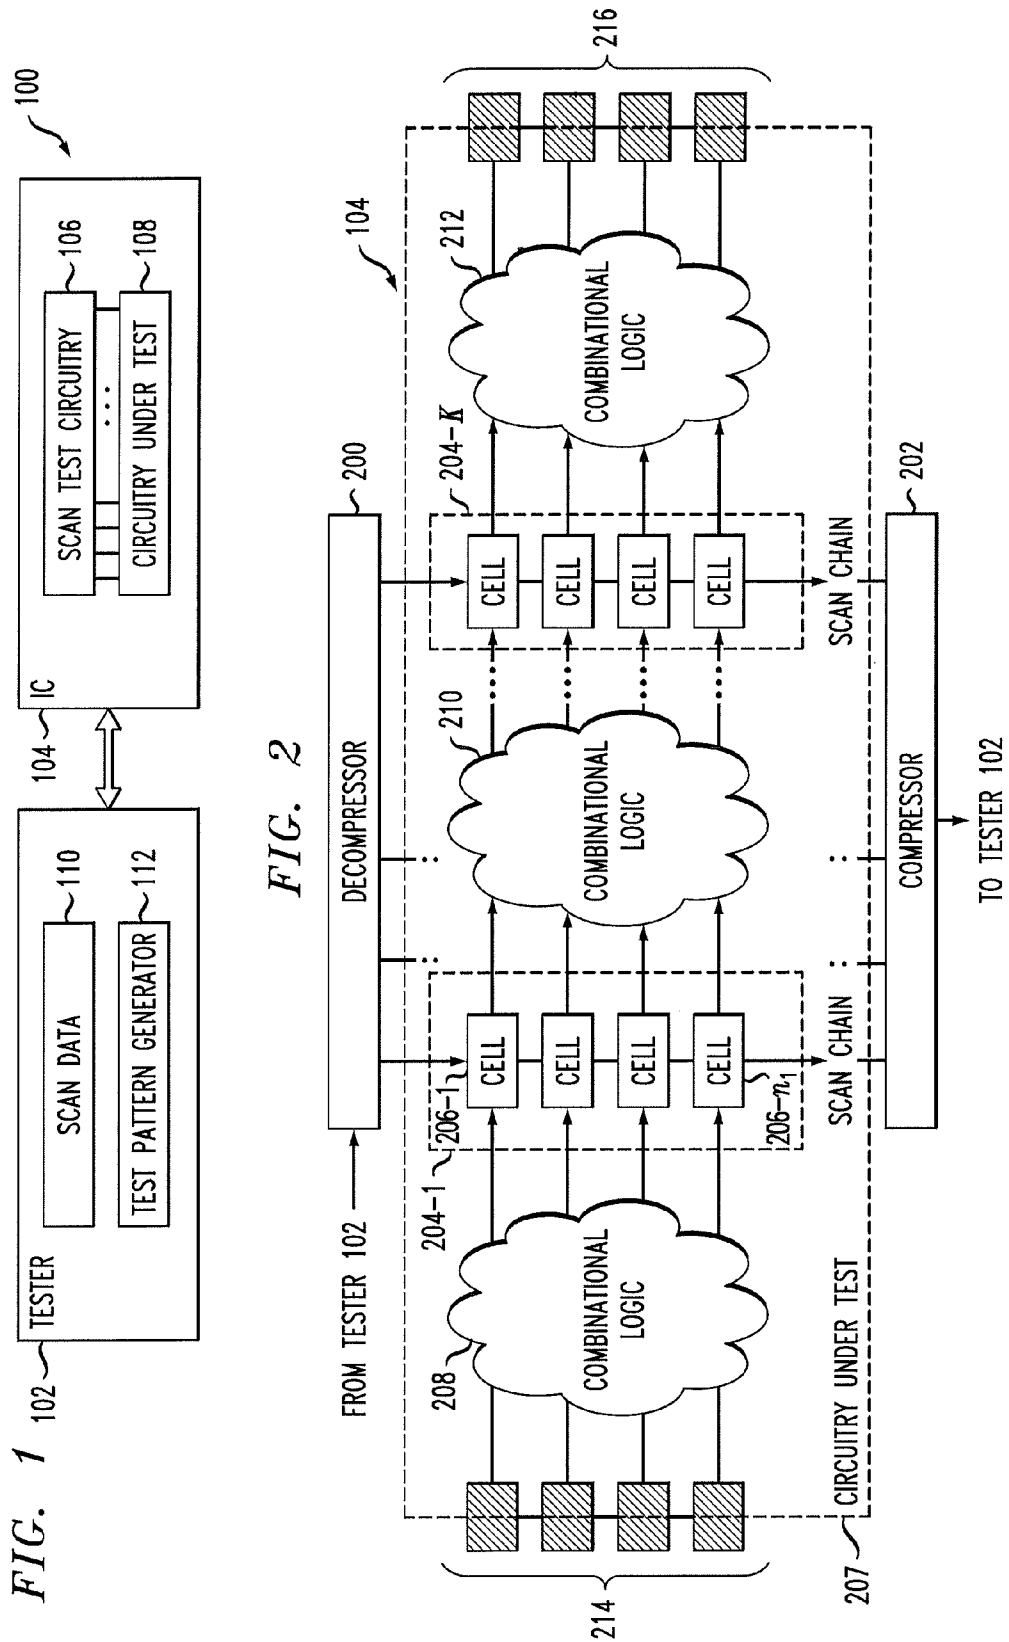 FIG. 1
100
102
TESTER
SCAN DATA
110
TEST PATTERN GENERATOR
112
104
IC
SCAN TEST CIRCUITRY
106
CIRCUITRY UNDER TEST
108
FIG. 2
FROM TESTER 102
DECOMPRESSOR
200
104
204-1
206-1
CELL
CELL
CELL
CELL
206-n1
204-K
CELL
CELL
CELL
CELL
208
COMBINATIONAL
LOGIC
210
COMBINATIONAL
LOGIC
212
COMBINATIONAL
LOGIC
214
216
SCAN CHAIN
SCAN CHAIN
207
CIRCUITRY UNDER TEST
COMPRESSOR
202
TO TESTER 102